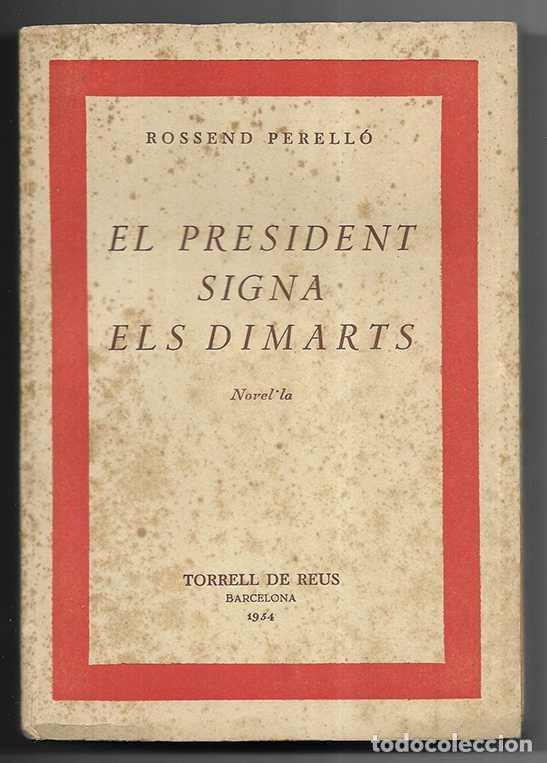 ROSSEND PERELLÓ
EL PRESIDENT
SIGNA
ELS DIMARTS
Novel·la
TORRELL DE REUS
BARCELONA
1954
todocoleccion